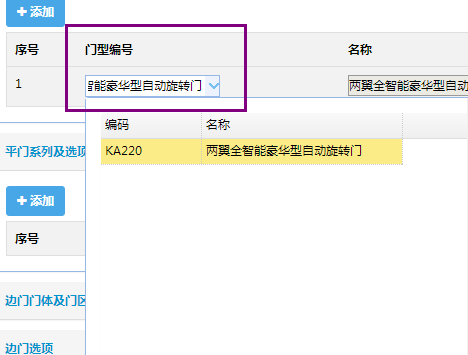 添加
序号 门型编号 名称
1 智能豪华型自动旋转门 两翼全智能豪华型自动
编码 名称
KA220 两翼全智能豪华型自动旋转门
平门系列及选项
添加
序号
边门门体及门区
边门选项